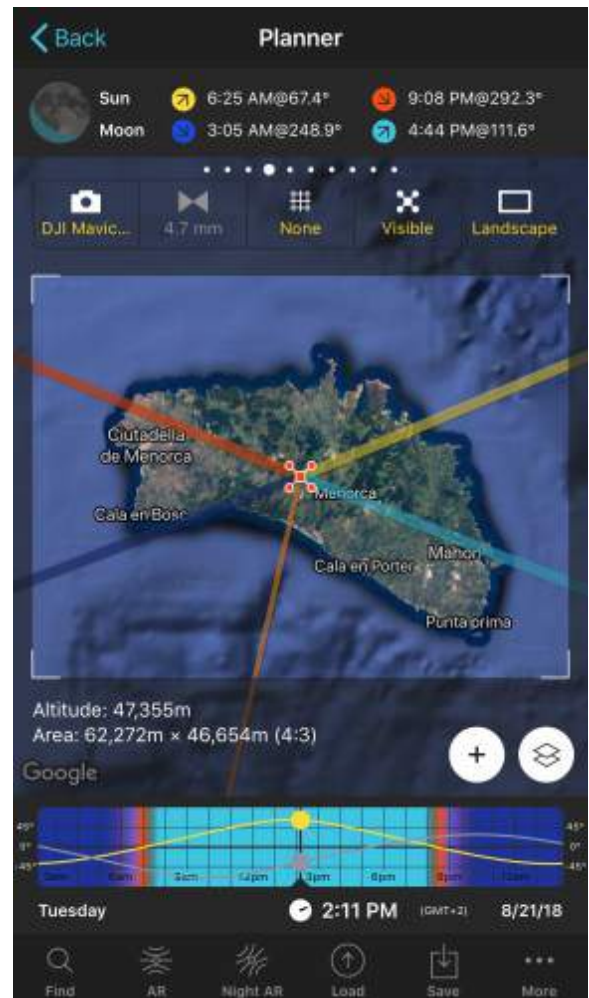 Back
Planner
Sun 6:25 AM@67.4° 9:08 PM@292.3°
Moon 3:05 AM@248.9° 4:44 PM@111.6°
DJI Mavic... 4.7 mm None Visible Landscape
Ciutadella
de Menorca
Menorca
Cala en Bosc
Mahon
Cala en Porter
Punta prima
Altitude: 47,355m
Area: 62,272m × 46,654m (4:3)
Google
45° 45°
0° 0°
-45° -45°
Tuesday 2:11 PM (GMT+2) 8/21/18
Find AR Night AR Load Save More